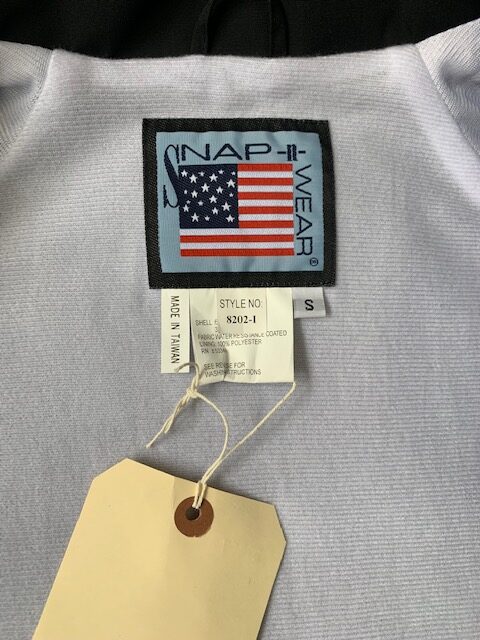 SNAP-II-
WEAR®
S
MADE IN TAIWAN
STYLE NO:
8202-1
SHELL
FABRIC WATER RESISTANCE COATED
LINING: 100% POLYESTER
RN
SEE REVERSE FOR
WASH INSTRUCTIONS